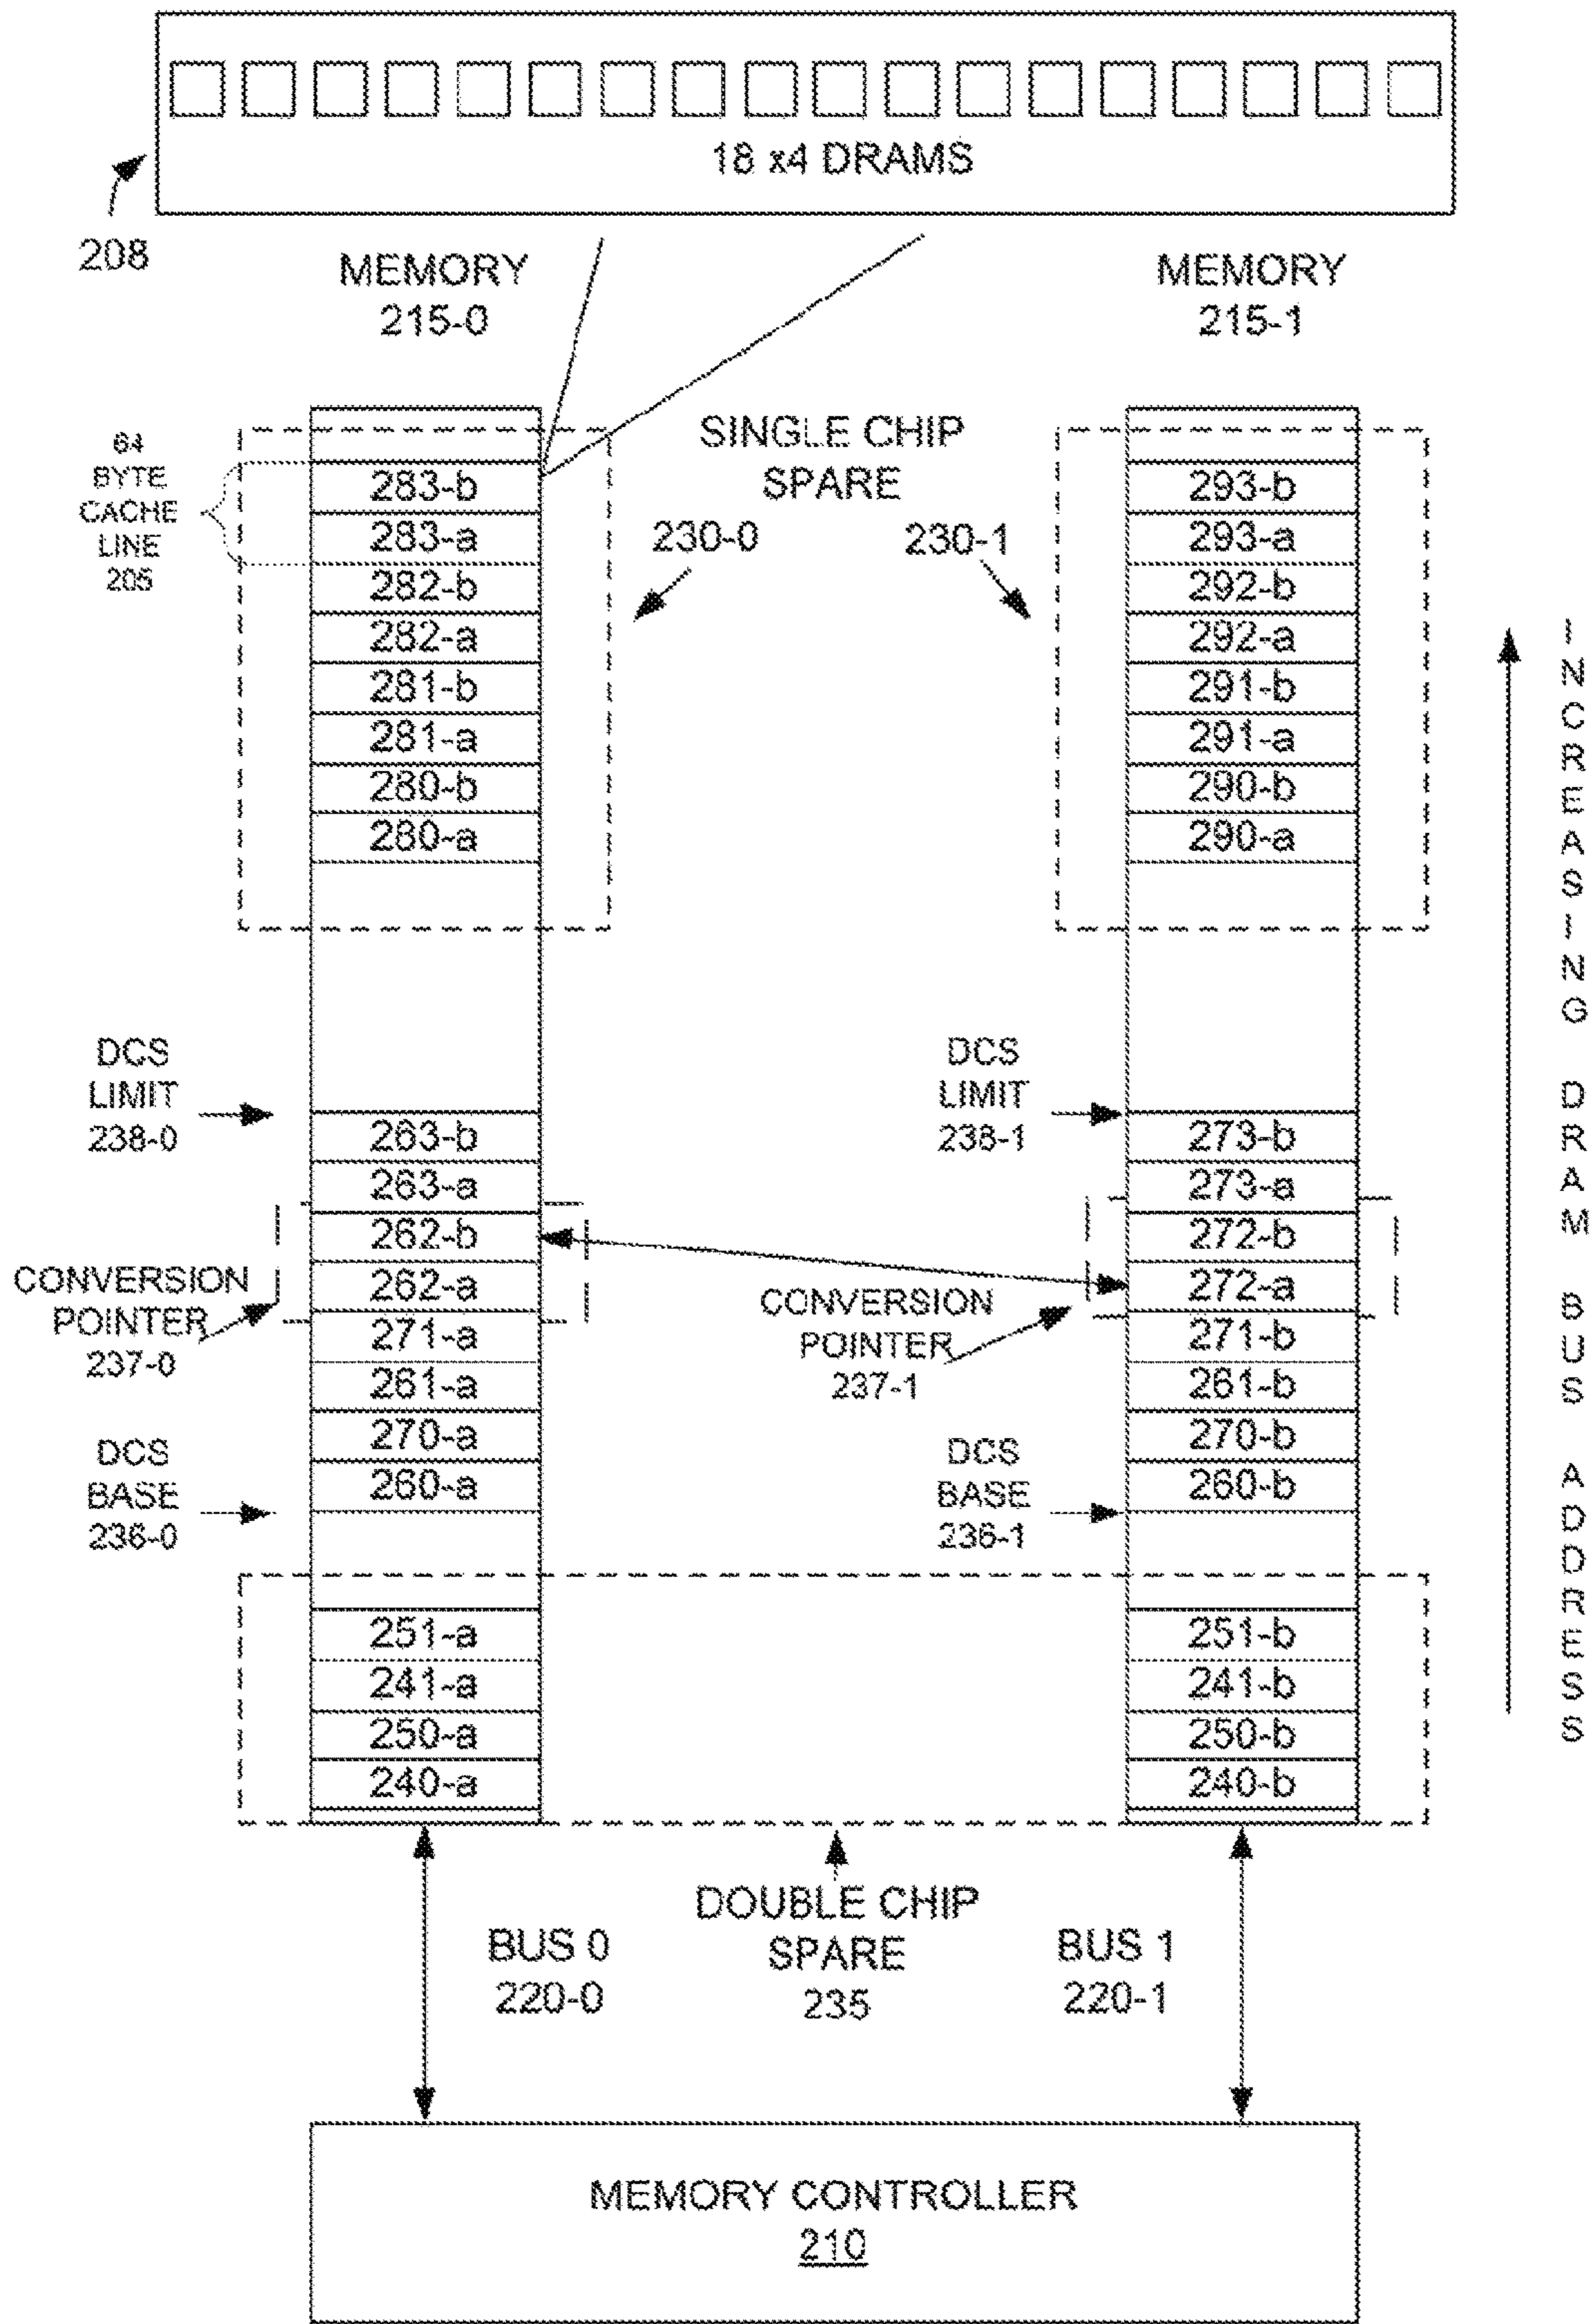 18 x4 DRAMS
208
MEMORY
215-0
MEMORY
215-1
64
BYTE
CACHE
LINE
205
SINGLE CHIP
SPARE
230-0
230-1
283-b
283-a
282-b
282-a
281-b
281-a
280-b
280-a
293-b
293-a
292-b
292-a
291-b
291-a
290-b
290-a
DCS
LIMIT
238-0
DCS
LIMIT
238-1
263-b
263-a
262-b
262-a
271-a
261-a
270-a
260-a
273-b
273-a
272-b
272-a
271-b
261-b
270-b
260-b
CONVERSION
POINTER
237-0
CONVERSION
POINTER
237-1
DCS
BASE
236-0
DCS
BASE
236-1
251-a
241-a
250-a
240-a
251-b
241-b
250-b
240-b
INCREASING DRAM BUS ADDRESS
BUS 0
220-0
DOUBLE CHIP
SPARE
235
BUS 1
220-1
MEMORY CONTROLLER
210